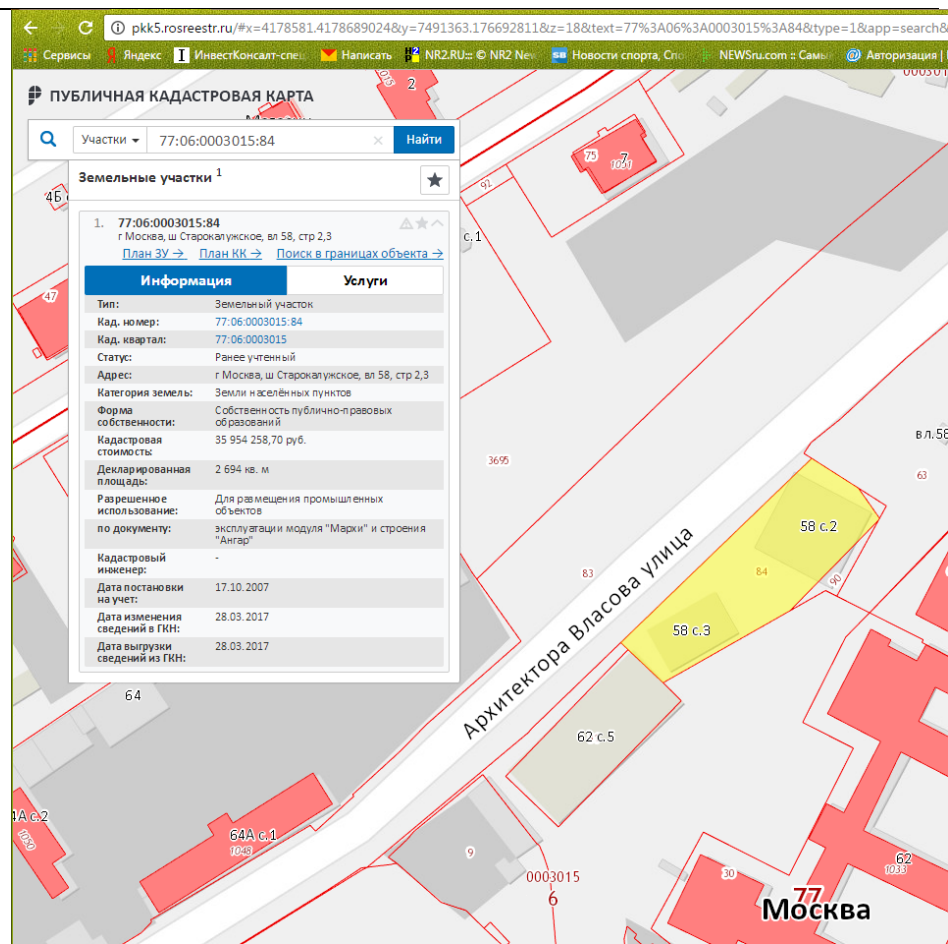 pkk5.rosreestr.ru/#x=4178581.4178689024&y=7491363.176692811&z=18&text=77%3A06%3A0003015%3A84&type=1&app=search&
Сервисы Яндекс ИнвестКонсалт-спец Написать NR2.RU::: © NR2 New Новости спорта, Спо NEWSru.com :: Самы @ Авторизация |
ПУБЛИЧНАЯ КАДАСТРОВАЯ КАРТА
Участки 77:06:0003015:84 × Найти
Земельные участки 1
1. 77:06:0003015:84
г Москва, ш Старокалужское, вл 58, стр 2,3
План ЗУ → План КК → Поиск в границах объекта →
Информация Услуги
Тип: Земельный участок
Кад. номер: 77:06:0003015:84
Кад. квартал: 77:06:0003015
Статус: Ранее учтенный
Адрес: г Москва, ш Старокалужское, вл 58, стр 2,3
Категория земель: Земли населённых пунктов
Форма собственности: Собственность публично-правовых образований
Кадастровая стоимость: 35 954 258,70 руб.
Декларированная площадь: 2 694 кв. м
Разрешенное использование: Для размещения промышленных объектов
по документу: эксплуатации модуля "Мархи" и строения "Ангар"
Кадастровый инженер: -
Дата постановки на учет: 17.10.2007
Дата изменения сведений в ГКН: 28.03.2017
Дата выгрузки сведений из ГКН: 28.03.2017
2
75
7
1031
92
4Б
с.1
47
3695
вл.58
63
58 с.2
83
84
90
58 с.3
Архитектора Власова улица
64
62 с.5
64А с.1
1048
1А с.2
1050
9
0003015
6
30
62
1033
77
Москва